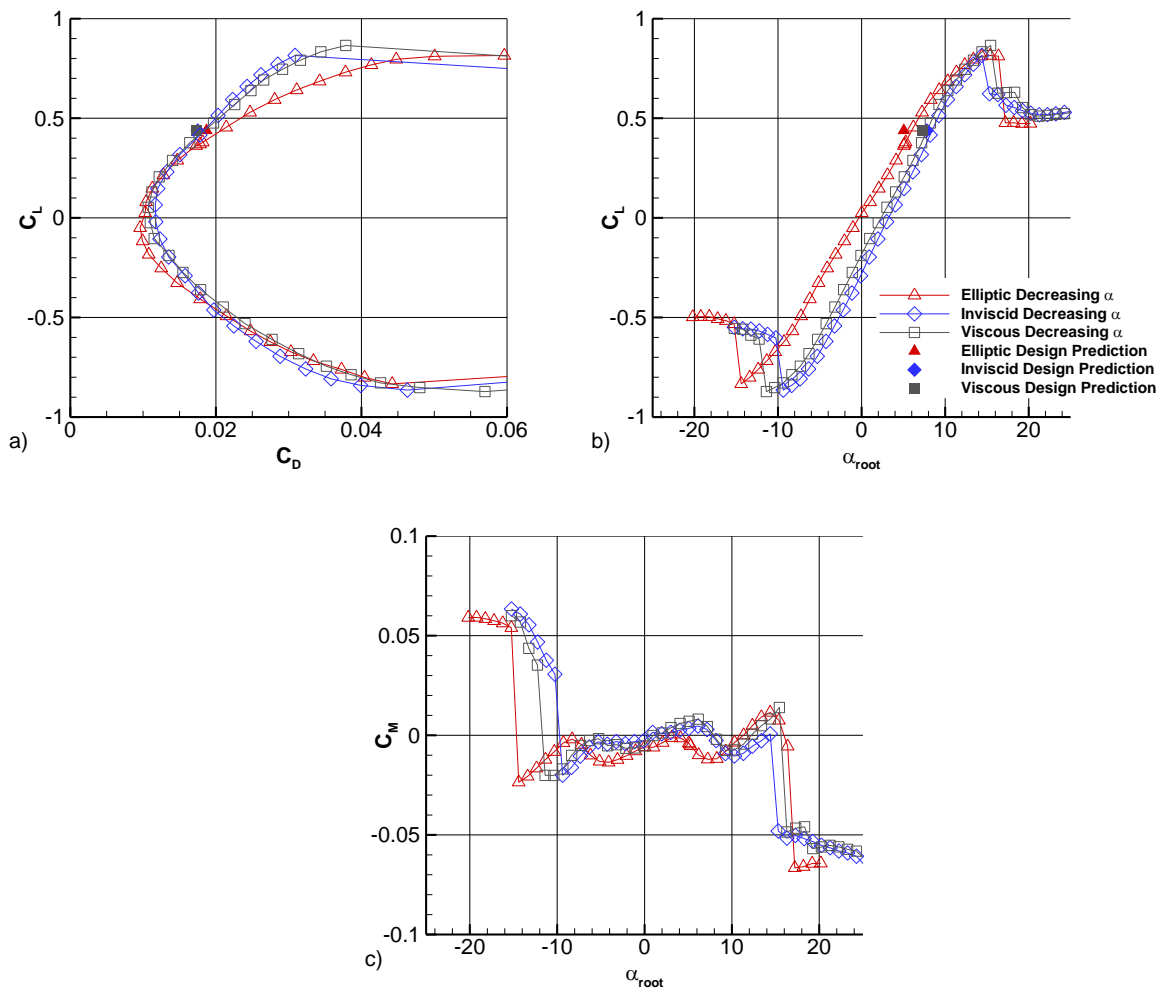 1
0.5
0
-0.5
-1
C_L
0
0.02
0.04
0.06
C_D
a)
1
0.5
0
-0.5
-1
C_L
-20
-10
0
10
20
α_root
b)
Elliptic Decreasing α
Inviscid Decreasing α
Viscous Decreasing α
Elliptic Design Prediction
Inviscid Design Prediction
Viscous Design Prediction
0.1
0.05
0
-0.05
-0.1
C_M
-20
-10
0
10
20
α_root
c)